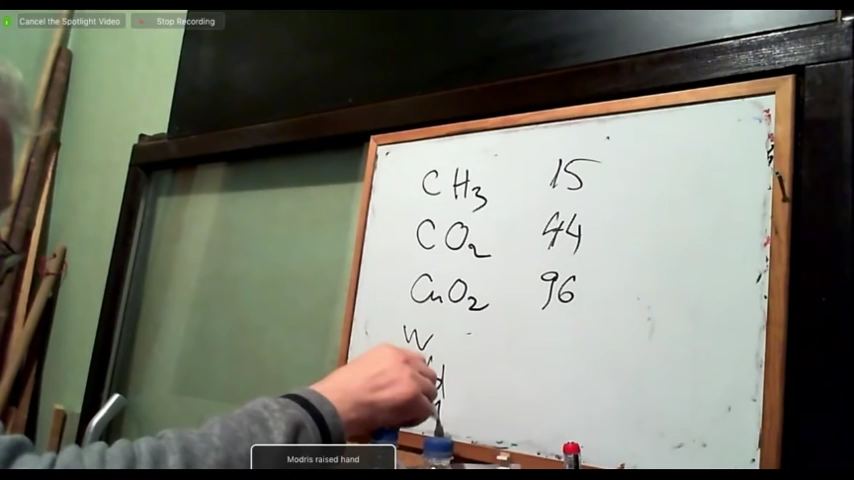 Cancel the Spotlight Video Stop Recording
CH3 15
CO2 44
CuO2 96
W
Modris raised hand